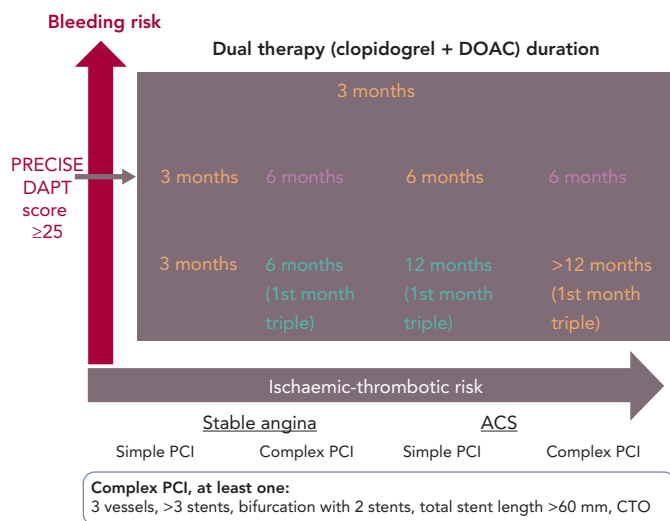 Bleeding risk
Dual therapy (clopidogrel + DOAC) duration
3 months
PRECISE
DAPT
score
≥25
3 months 6 months 6 months 6 months
3 months 6 months 12 months >12 months
(1st month (1st month (1st month
triple) triple) triple)
Ischaemic-thrombotic risk
Stable angina ACS
Simple PCI Complex PCI Simple PCI Complex PCI
Complex PCI, at least one:
3 vessels, >3 stents, bifurcation with 2 stents, total stent length >60 mm, CTO